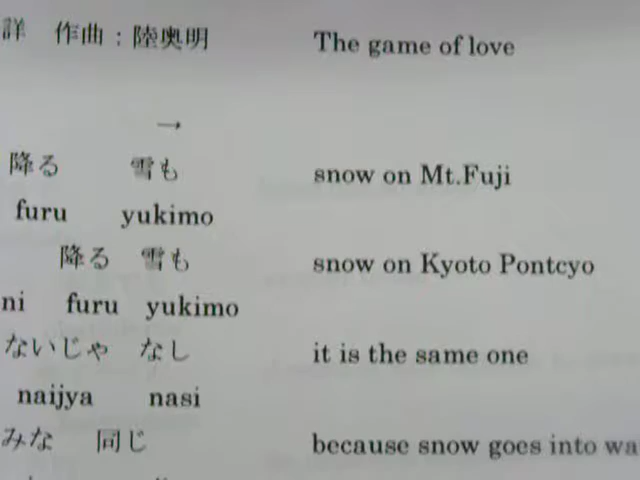 詳 作曲：陸奥明 The game of love
→
降る 雪も snow on Mt.Fuji
furu yukimo
降る 雪も snow on Kyoto Pontcyo
ni furu yukimo
ないじゃ なし it is the same one
naijya nasi
みな 同じ because snow goes into wa